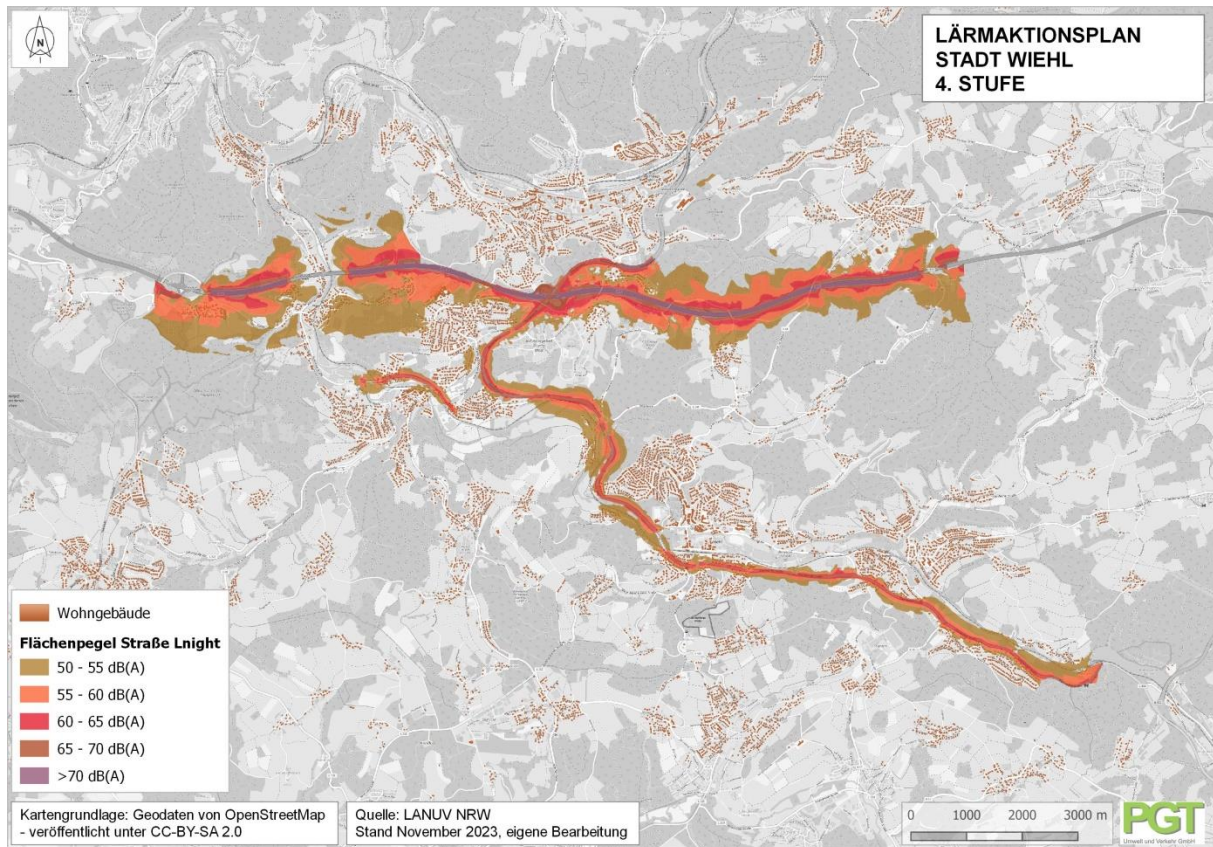 N
LÄRMAKTIONSPLAN
STADT WIEHL
4. STUFE
Wohngebäude
Flächenpegel Straße Lnight
50 - 55 dB(A)
55 - 60 dB(A)
60 - 65 dB(A)
65 - 70 dB(A)
>70 dB(A)
Kartengrundlage: Geodaten von OpenStreetMap
- veröffentlicht unter CC-BY-SA 2.0
Quelle: LANUV NRW
Stand November 2023, eigene Bearbeitung
0 1000 2000 3000 m
PGT
Umwelt und Verkehr GmbH